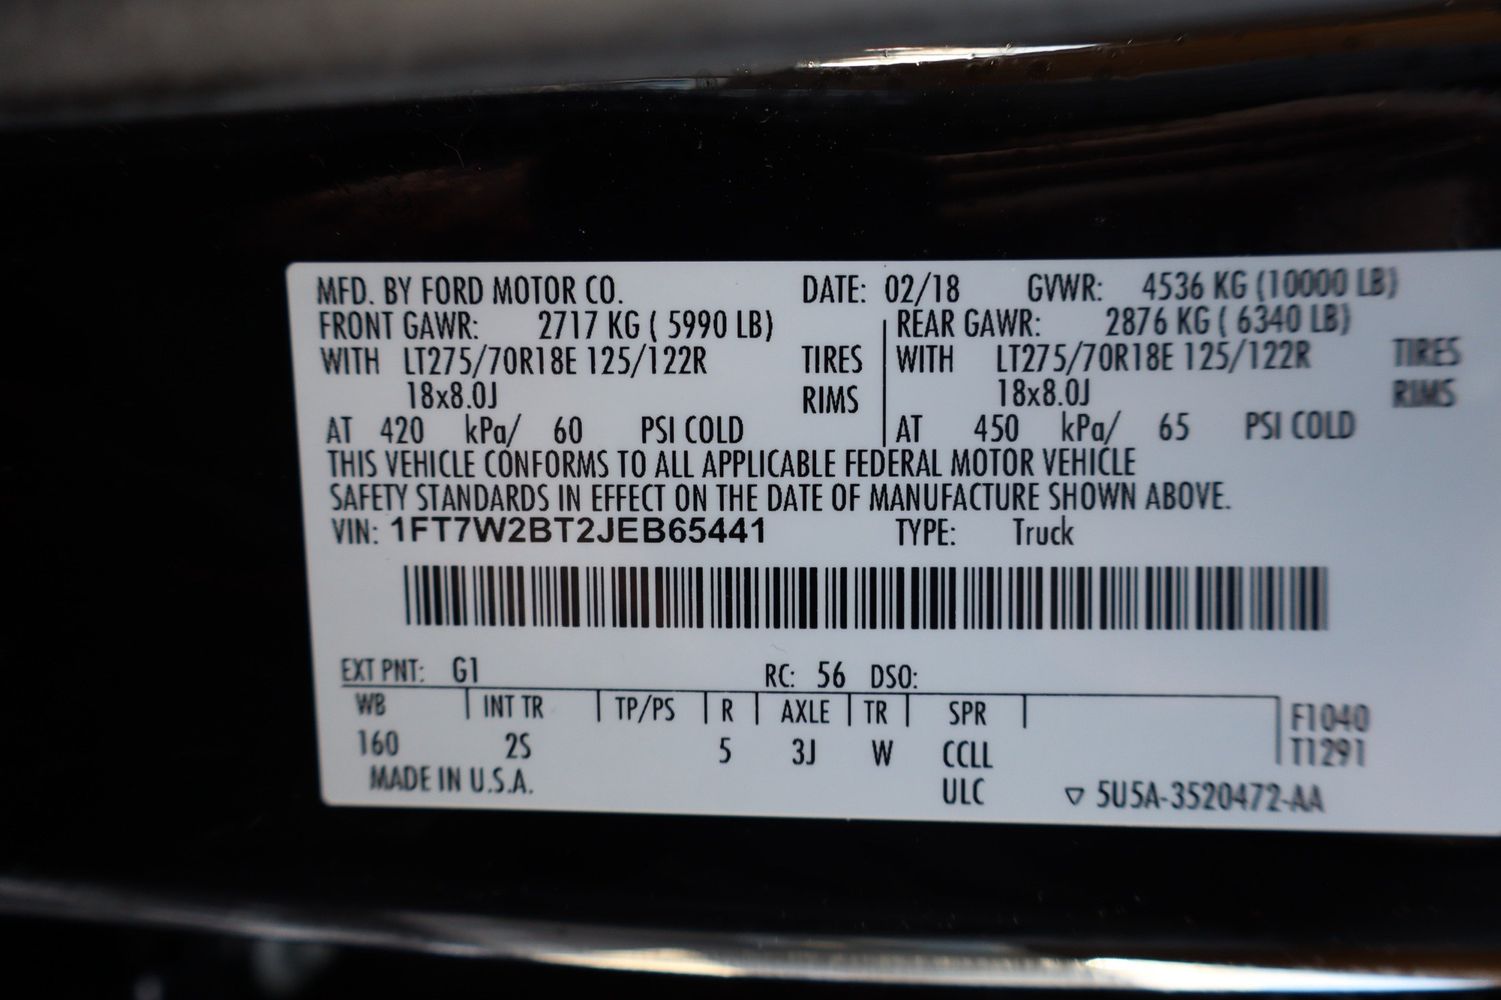 MFD. BY FORD MOTOR CO. DATE: 02/18 GVWR: 4536 KG (10000 LB)
FRONT GAWR: 2717 KG ( 5990 LB) REAR GAWR: 2876 KG ( 6340 LB)
WITH LT275/70R18E 125/122R TIRES WITH LT275/70R18E 125/122R TIRES
18x8.0J RIMS 18x8.0J RIMS
AT 420 kPa/ 60 PSI COLD AT 450 kPa/ 65 PSI COLD
THIS VEHICLE CONFORMS TO ALL APPLICABLE FEDERAL MOTOR VEHICLE
SAFETY STANDARDS IN EFFECT ON THE DATE OF MANUFACTURE SHOWN ABOVE.
VIN: 1FT7W2BT2JEB65441 TYPE: Truck
EXT PNT: G1 RC: 56 DSO:
WB INT TR TP/PS R AXLE TR SPR F1040
160 2S 5 3J W CCLL T1291
MADE IN U.S.A. ULC ▽ 5U5A-3520472-AA